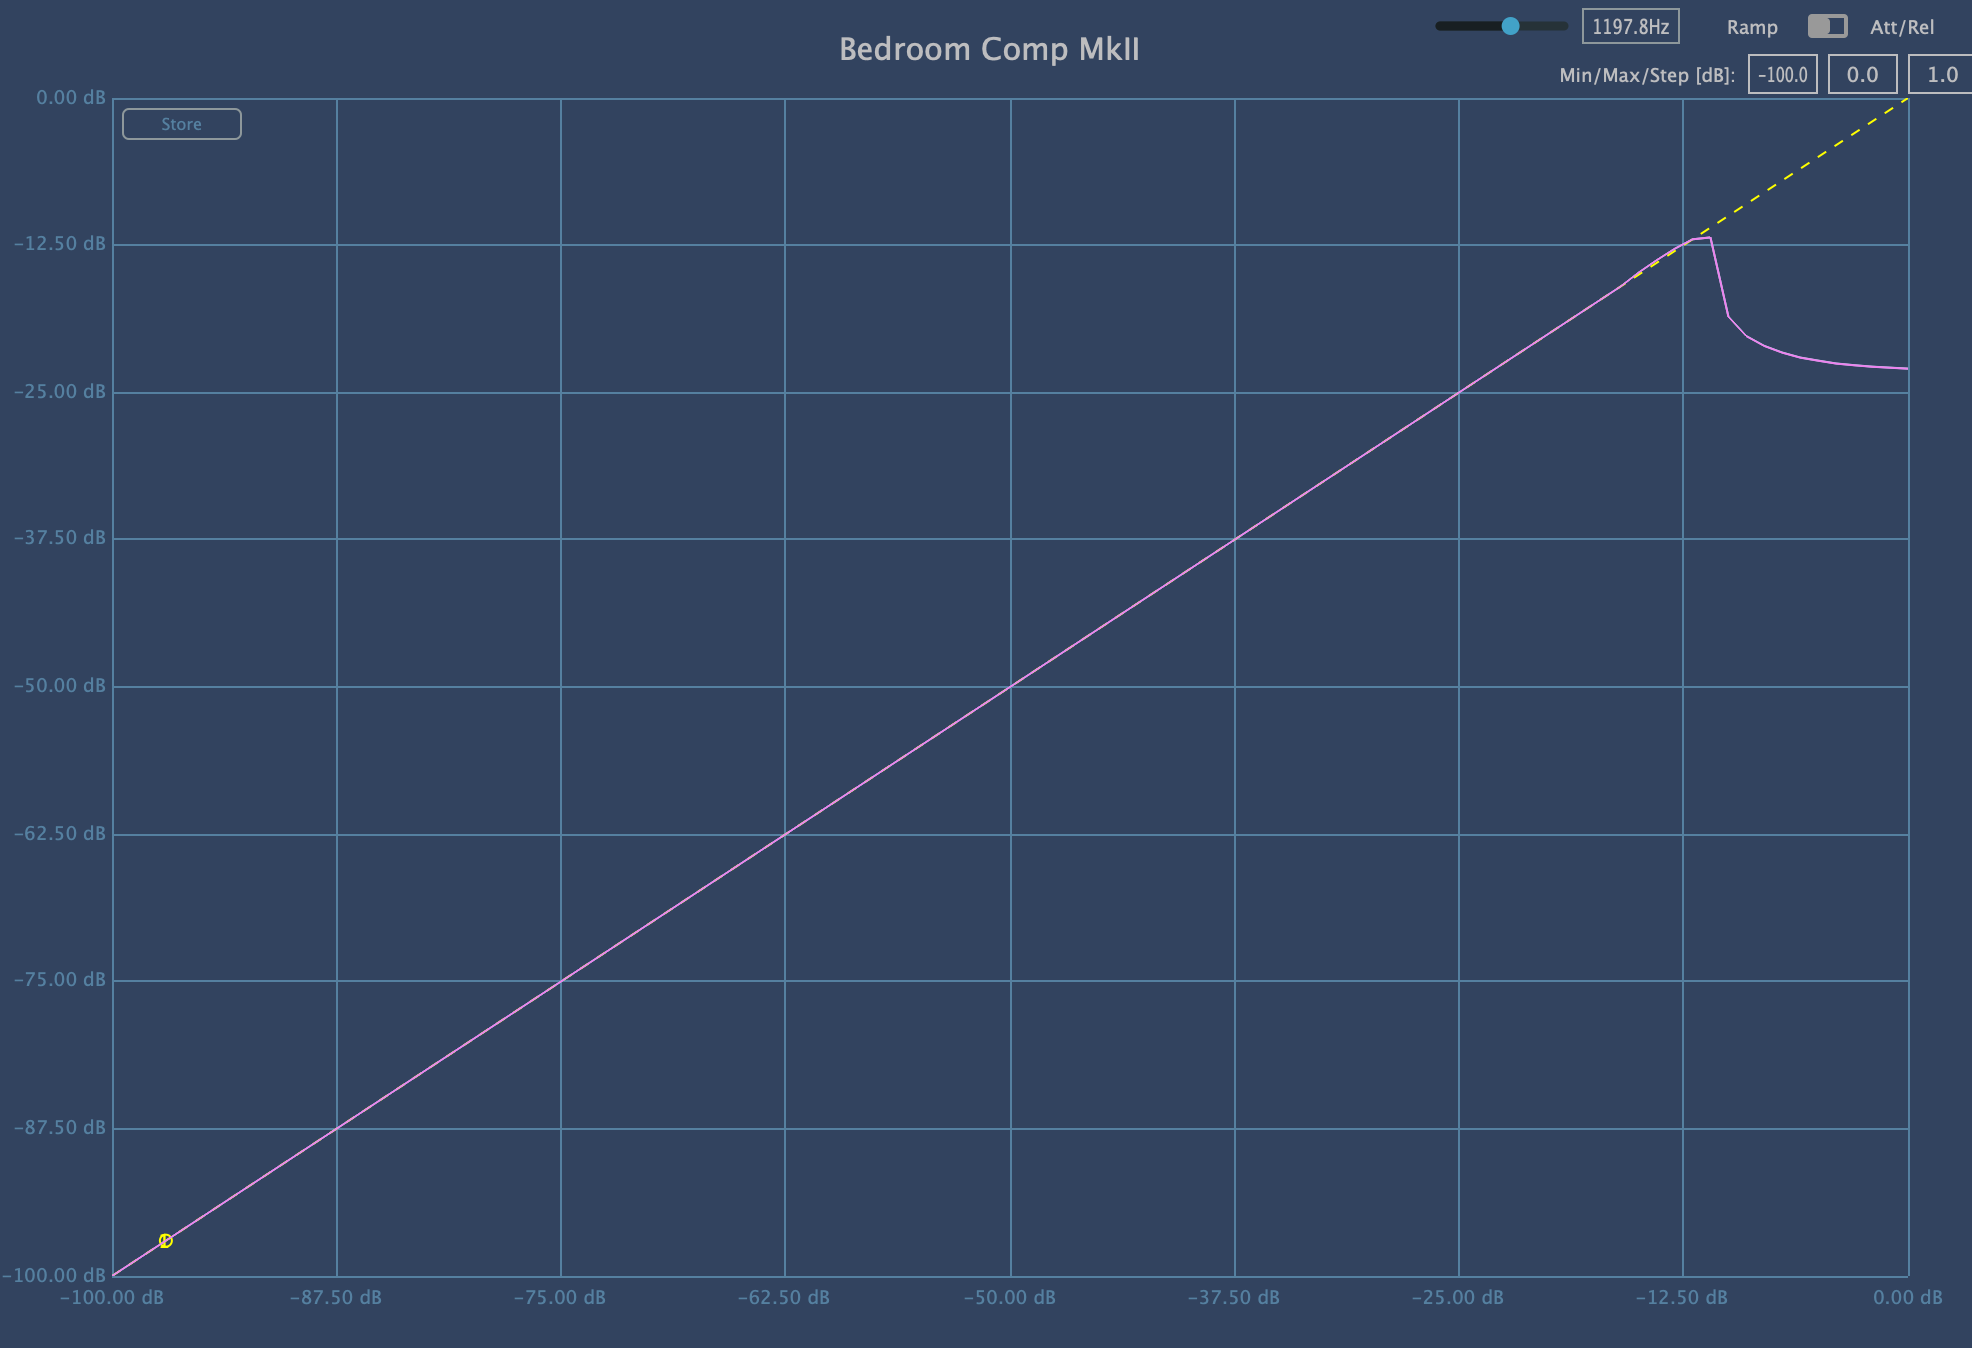 1197.8Hz Ramp Att/Rel
Bedroom Comp MkII
Min/Max/Step [dB]: -100.0 0.0 1.0
0.00 dB
Store
-12.50 dB
-25.00 dB
-37.50 dB
-50.00 dB
-62.50 dB
-75.00 dB
-87.50 dB
-100.00 dB
-100.00 dB -87.50 dB -75.00 dB -62.50 dB -50.00 dB -37.50 dB -25.00 dB -12.50 dB 0.00 dB